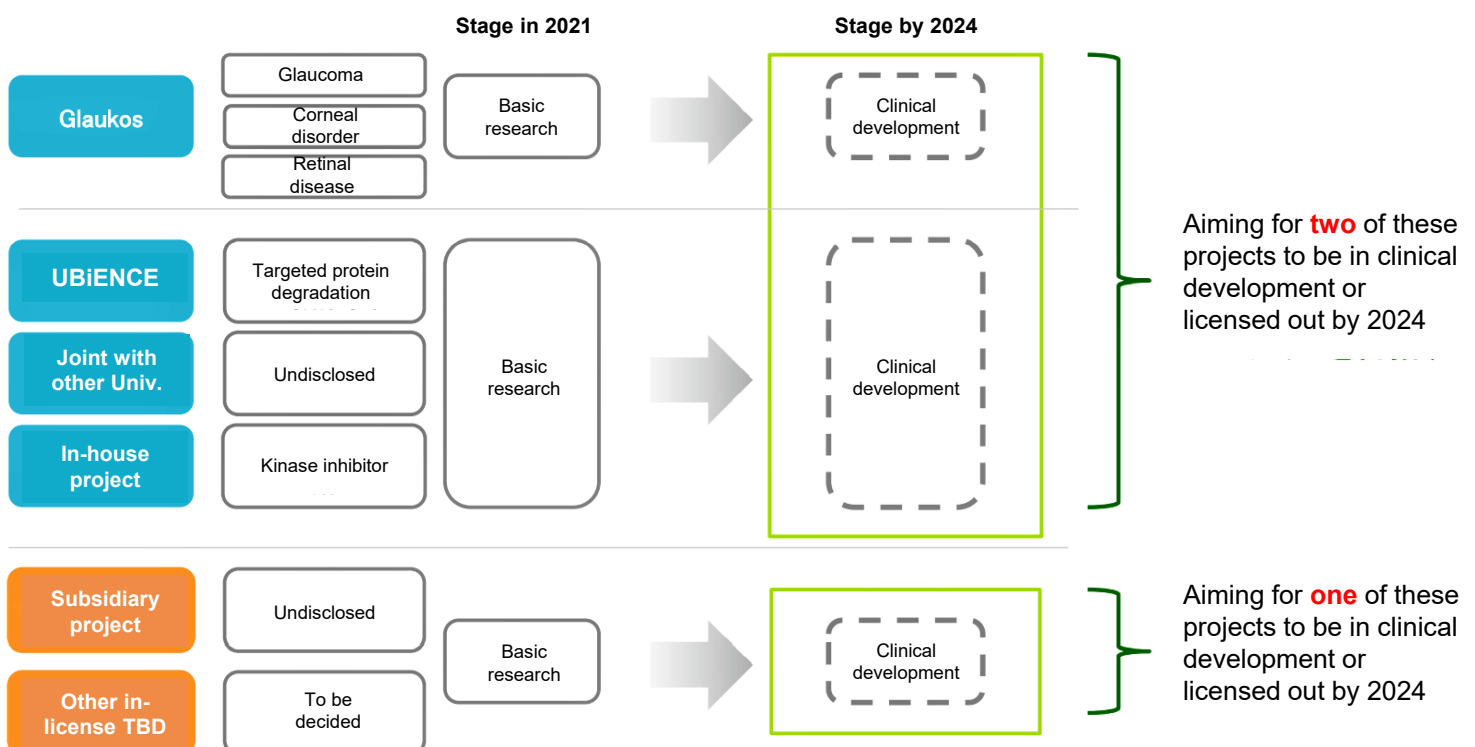 Stage in 2021
Stage by 2024
Glaukos
Glaucoma
Corneal
disorder
Retinal
disease
Basic
research
Clinical
development
UBiENCE
Targeted protein
degradation
Joint with
other Univ.
Undisclosed
In-house
project
Kinase inhibitor
Basic
research
Clinical
development
Aiming for two of these
projects to be in clinical
development or
licensed out by 2024
Subsidiary
project
Undisclosed
Other in-
license TBD
To be
decided
Basic
research
Clinical
development
Aiming for one of these
projects to be in clinical
development or
licensed out by 2024